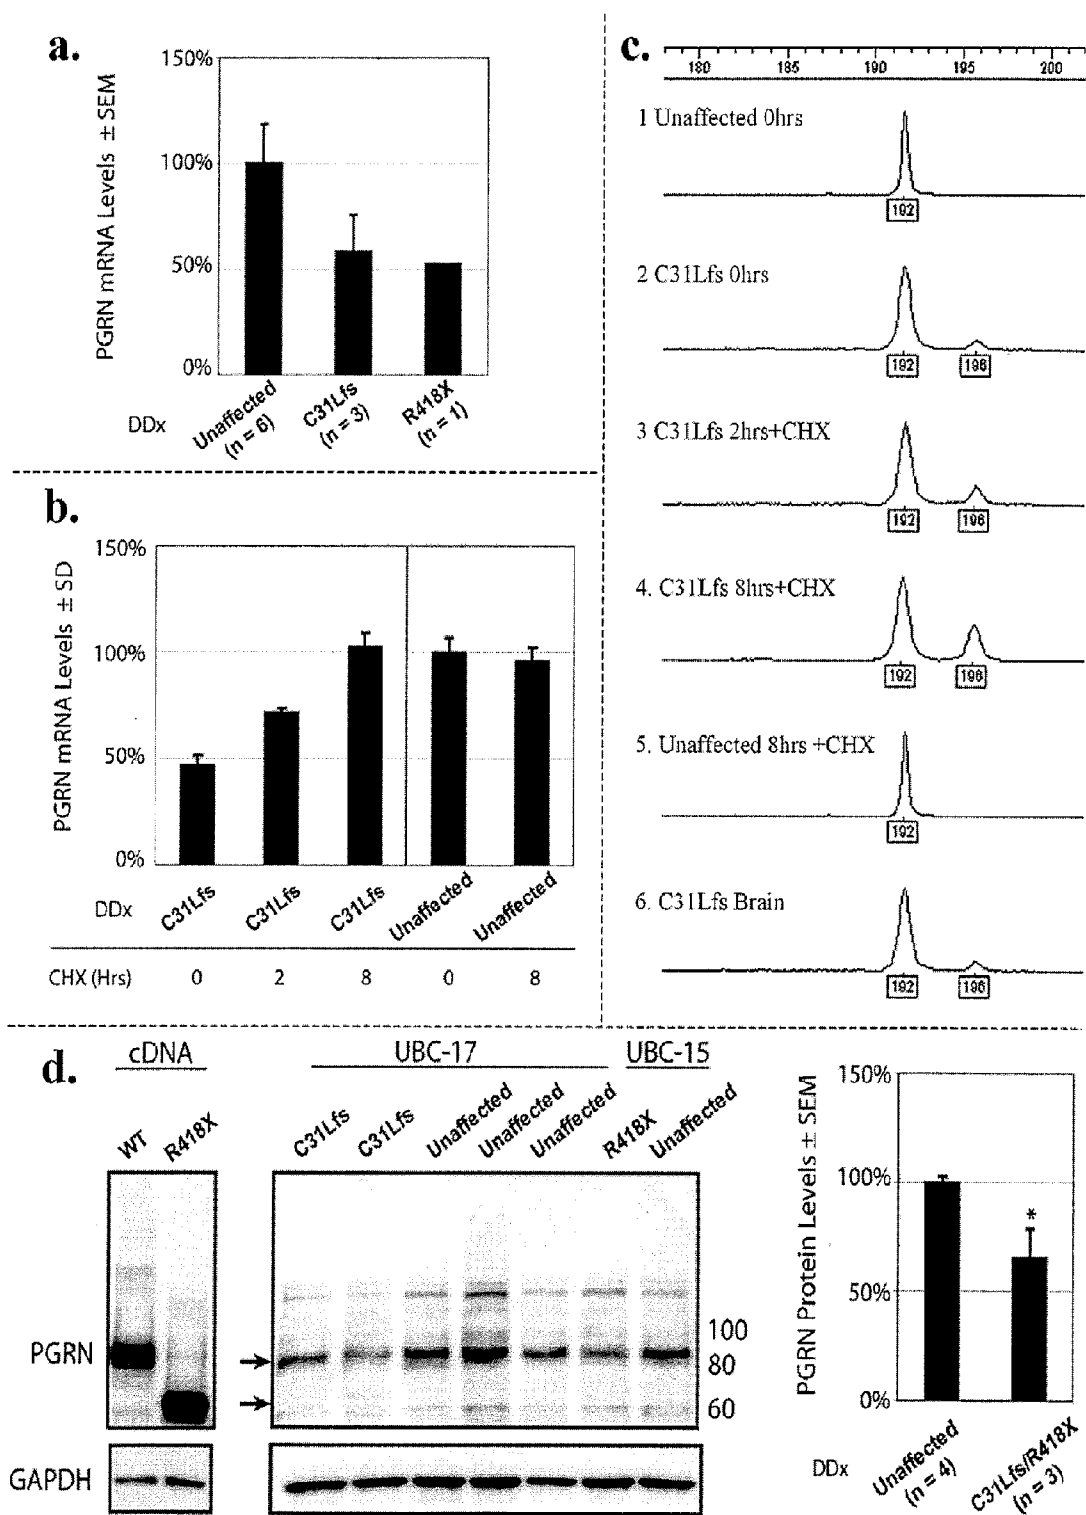 a.
PGRN mRNA Levels ± SEM
150%
100%
50%
0%
DDx
Unaffected (n = 6)
C31Lfs (n = 3)
R418X (n = 1)
b.
PGRN mRNA Levels ± SD
150%
100%
50%
0%
DDx
C31Lfs
C31Lfs
C31Lfs
Unaffected
Unaffected
CHX (Hrs)
0
2
8
0
8
c.
180
185
190
195
200
1 Unaffected 0hrs
192
2 C31Lfs 0hrs
192
196
3 C31Lfs 2hrs+CHX
192
196
4. C31Lfs 8hrs+CHX
192
196
5. Unaffected 8hrs +CHX
192
6. C31Lfs Brain
192
196
d.
cDNA
UBC-17
UBC-15
WT
R418X
C31Lfs
C31Lfs
Unaffected
Unaffected
Unaffected
R418X
Unaffected
PGRN
100
80
60
GAPDH
PGRN Protein Levels ± SEM
150%
100%
50%
0%
*
DDx
Unaffected (n = 4)
C31Lfs/R418X (n = 3)